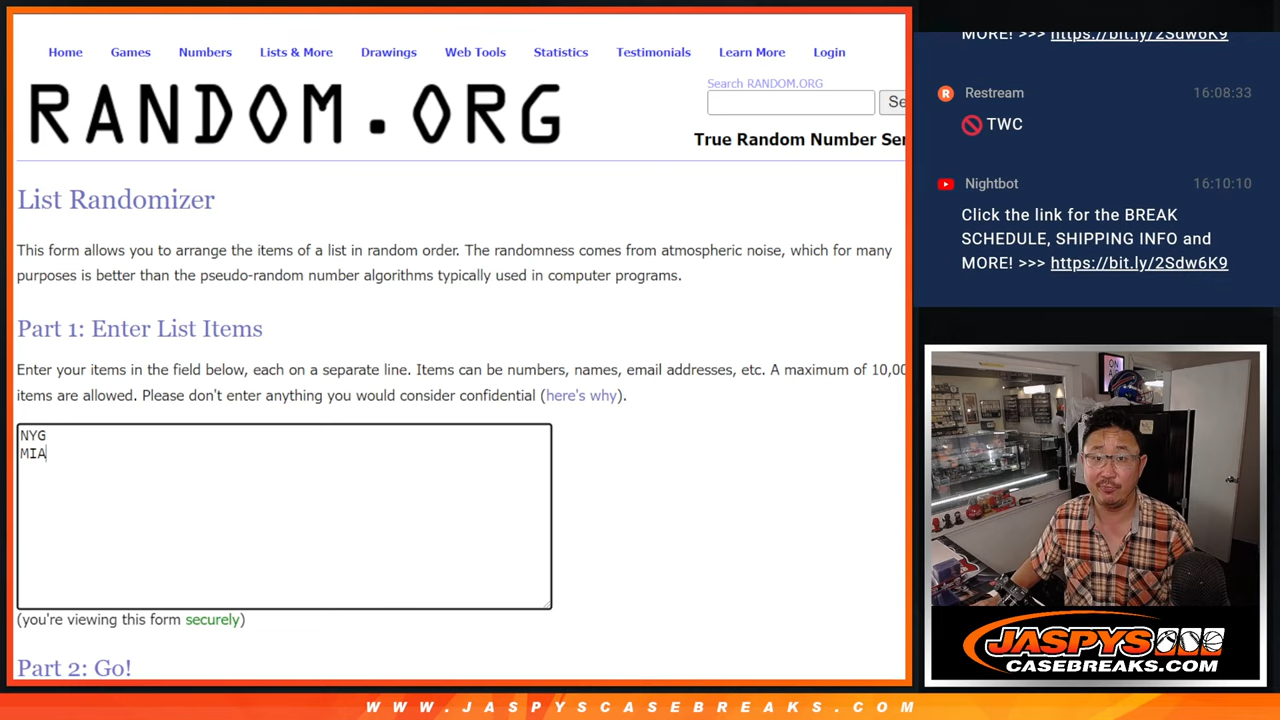 Home Games Numbers Lists & More Drawings Web Tools Statistics Testimonials Learn More Login
RANDOM.ORG
Search RANDOM.ORG
Se
True Random Number Ser
List Randomizer
This form allows you to arrange the items of a list in random order. The randomness comes from atmospheric noise, which for many
purposes is better than the pseudo-random number algorithms typically used in computer programs.
Part 1: Enter List Items
Enter your items in the field below, each on a separate line. Items can be numbers, names, email addresses, etc. A maximum of 10,00
items are allowed. Please don't enter anything you would consider confidential (here's why).
NYG
MIA
(you're viewing this form securely)
Part 2: Go!
MORE! >>> https://bit.ly/2Sdw6K9
Restream 16:08:33
🚫 TWC
Nightbot 16:10:10
Click the link for the BREAK
SCHEDULE, SHIPPING INFO and
MORE! >>> https://bit.ly/2Sdw6K9
ON
JASPYS
CASEBREAKS.COM
WWW.JASPYSCASEBREAKS.COM